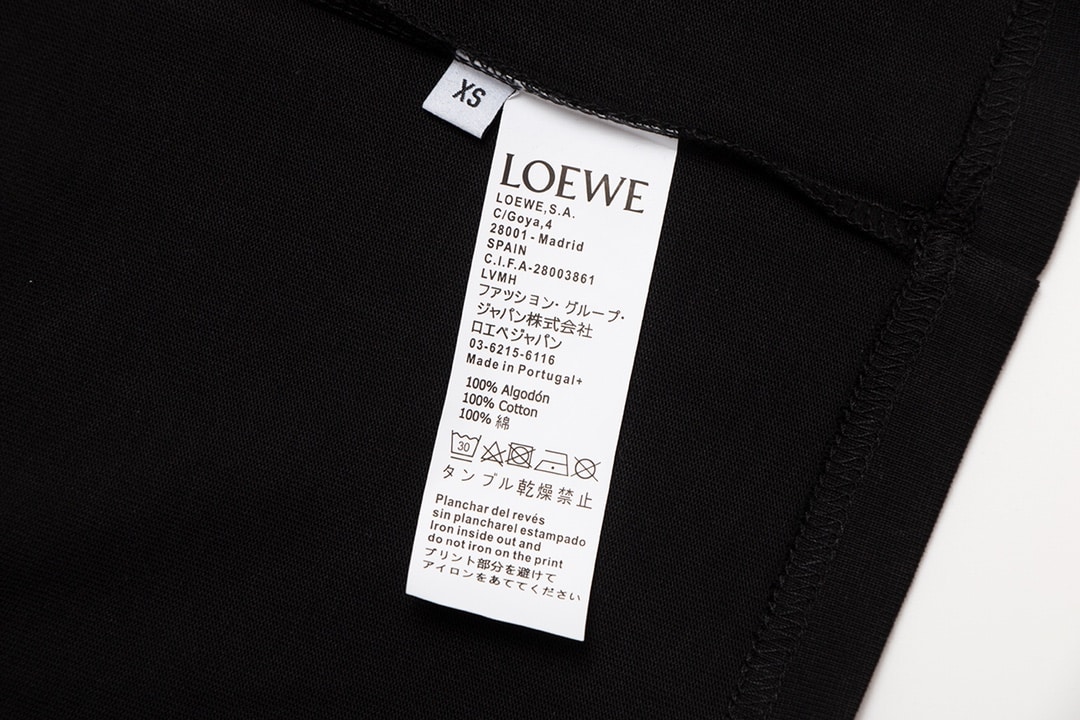 XS
LOEWE
LOEWE,S.A.
C/Goya,4
28001-Madrid
SPAIN
C.I.F.A-28003861
LVMH
ファッション・グループ・
ジャパン株式会社
ロエベジャパン
03-6215-6116
Made in Portugal+
100% Algodón
100% Cotton
100% 綿
30
タンブル乾燥禁止
Planchar del revés
sin plancharel estampado
Iron inside out and
do not iron on the print
プリント部分を避けて
アイロンをあててください